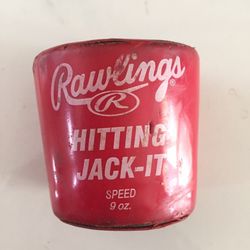 Rawlings
R
HITTING
JACK-IT
SPEED
9 oz.